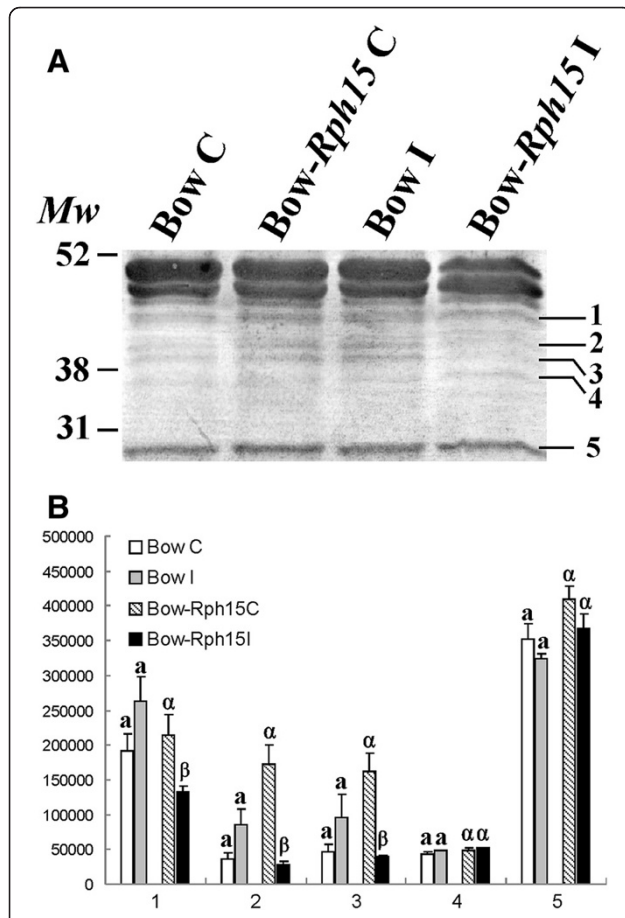 A
Bow C
Bow-Rph15 C
Bow I
Bow-Rph15 I
Mw
52
38
31
1
2
3
4
5
B
500000
450000
400000
350000
300000
250000
200000
150000
100000
50000
0
Bow C
Bow I
Bow-Rph15C
Bow-Rph15I
a a α β
a a α β
a a α β
a a α α
a a α α
1 2 3 4 5